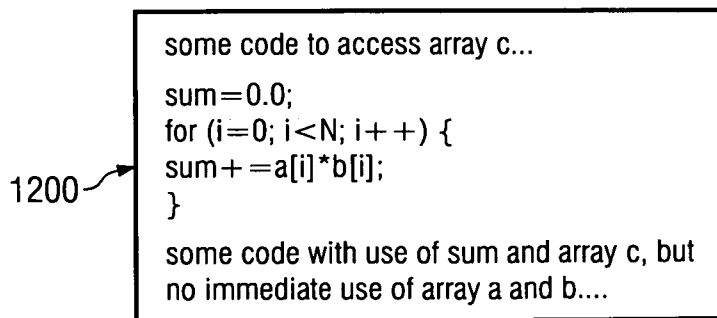 some code to access array c...
sum=0.0;
for (i=0; i<N; i++) {
1200
sum+=a[i]*b[i];
}
some code with use of sum and array c, but
no immediate use of array a and b....